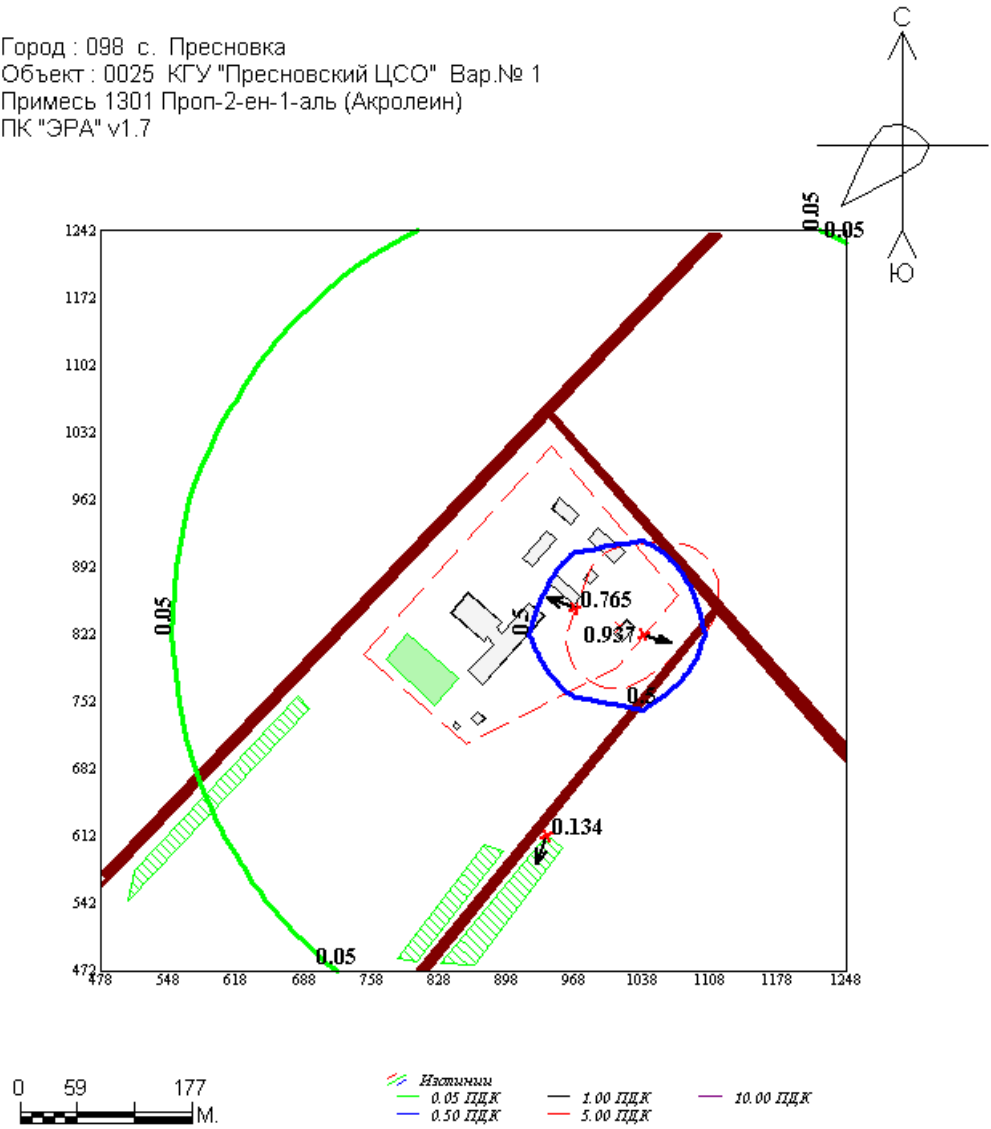 Город : 098 с. Пресновка
Объект : 0025 КГУ "Пресновский ЦСО" Вар.№ 1
Примесь 1301 Проп-2-ен-1-аль (Акролеин)
ПК "ЭРА" v1.7
С
Ю
0.05
0.05
1242
1172
1102
1032
962
892
822
752
682
612
542
472
0.05
0.5
0.765
0.937
0.5
0.134
0.05
478 548 618 688 758 828 898 968 1038 1108 1178 1248
0 59 177
М.
Изолинии
0.05 ПДК 1.00 ПДК 10.00 ПДК
0.50 ПДК 5.00 ПДК